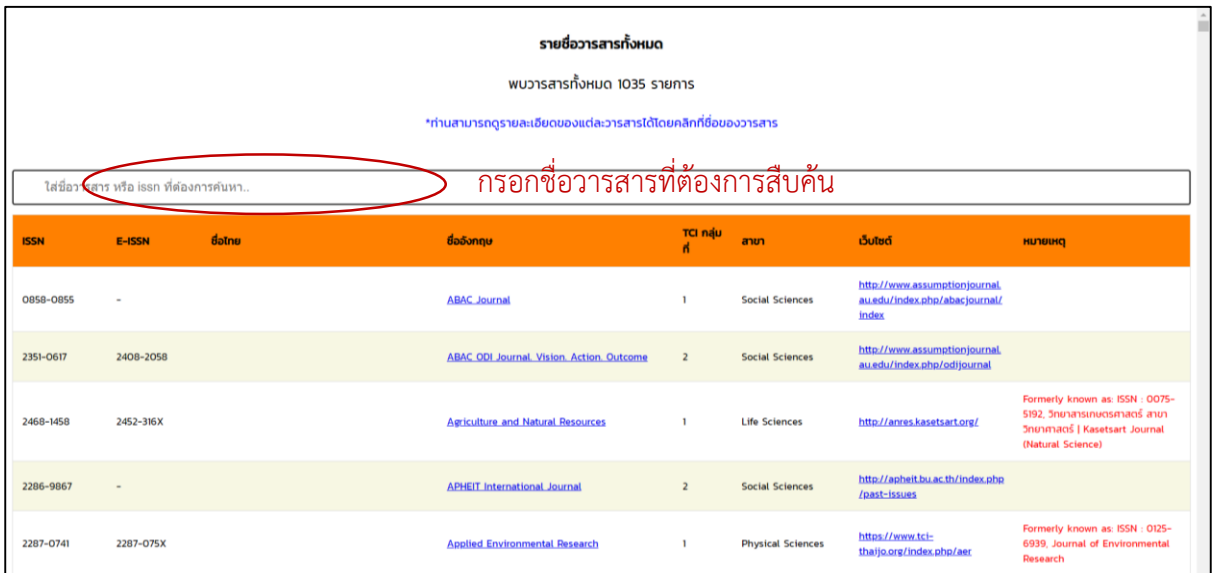 รายชื่อวารสารทั้งหมด
พบวารสารทั้งหมด 1035 รายการ
*ท่านสามารถดูรายละเอียดของแต่ละวารสารได้โดยคลิกที่ชื่อของวารสาร
ใส่ชื่อวารสาร หรือ issn ที่ต้องการค้นหา..
กรอกชื่อวารสารที่ต้องการสืบค้น
ISSN E-ISSN ชื่อไทย ชื่ออังกฤษ TCI กลุ่ม
ที่ สาขา เว็บไซต์ หมายเหตุ
0858-0855 - ABAC Journal 1 Social Sciences http://www.assumptionjournal.
au.edu/index.php/abacjournal/
index
2351-0617 2408-2058 ABAC ODI Journal. Vision. Action. Outcome 2 Social Sciences http://www.assumptionjournal.
au.edu/index.php/odijournal
2468-1458 2452-316X Agriculture and Natural Resources 1 Life Sciences http://anres.kasetsart.org/ Formerly known as: ISSN : 0075-
5192, วิทยาสารเกษตรศาสตร์ สาขา
วิทยาศาสตร์ | Kasetsart Journal
(Natural Science)
2286-9867 - APHEIT International Journal 2 Social Sciences http://apheit.bu.ac.th/index.php
/past-issues
2287-0741 2287-075X Applied Environmental Research 1 Physical Sciences https://www.tci-
thaijo.org/index.php/aer Formerly known as: ISSN : 0125-
6939, Journal of Environmental
Research